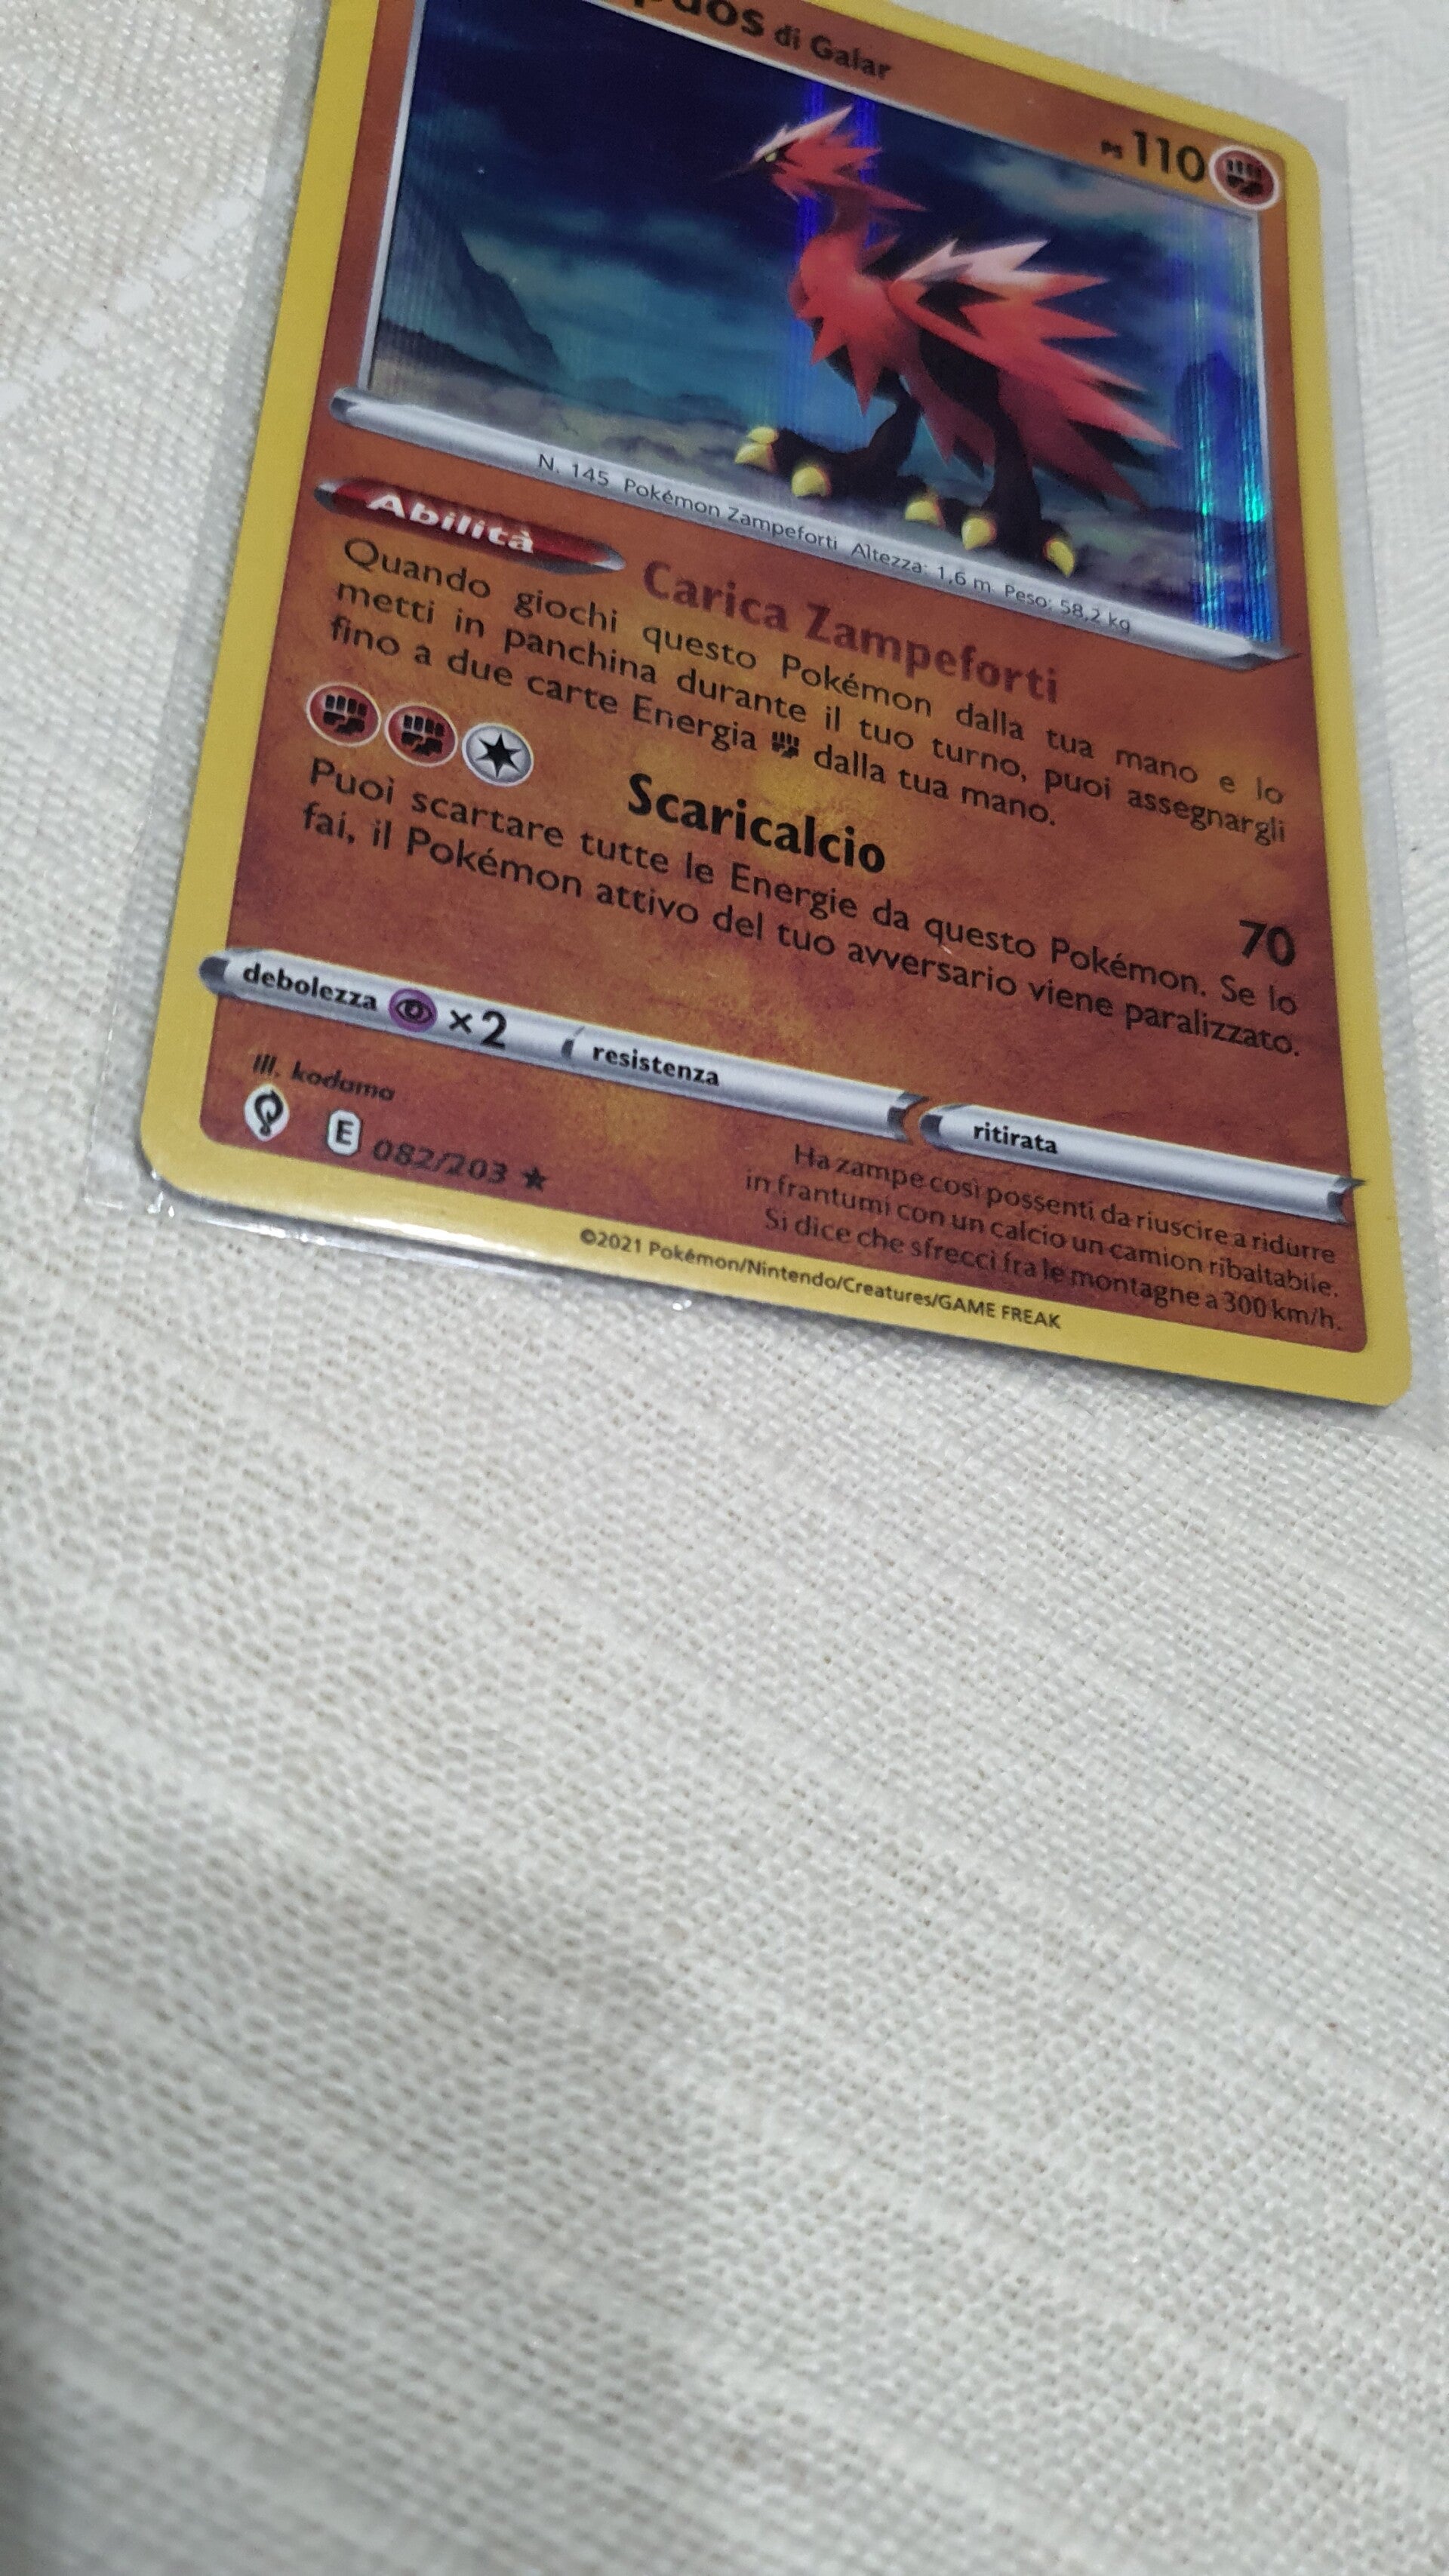 di Galar
PS 110
N. 145 Pokémon Zampeforti Altezza: 1,6 m Peso: 58,2 kg
Abilità Carica Zampeforti
Quando giochi questo Pokémon dalla tua mano e lo
metti in panchina durante il tuo turno, puoi assegnargli
fino a due carte Energia dalla tua mano.
Scaricalcio 70
Puoi scartare tutte le Energie da questo Pokémon. Se lo
fai, il Pokémon attivo del tuo avversario viene paralizzato.
debolezza ×2 resistenza ritirata
Ill. kodama
E 082/203 ★
Ha zampe così possenti da riuscire a ridurre
in frantumi con un calcio un camion ribaltabile.
Si dice che sfrecci fra le montagne a 300 km/h.
©2021 Pokémon/Nintendo/Creatures/GAME FREAK